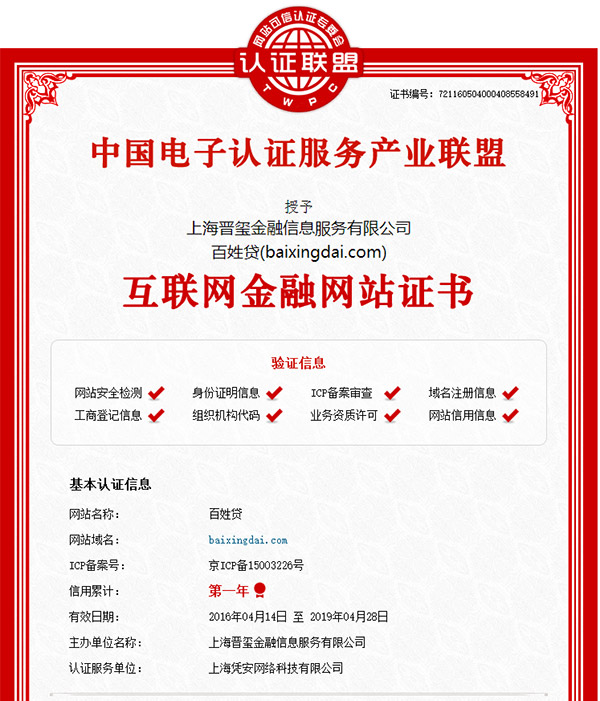 网站可信认证专委会
认证联盟
TWPC
证书编号：721160504000408558491
中国电子认证服务产业联盟
授予
上海晋玺金融信息服务有限公司
百姓贷(baixingdai.com)
互联网金融网站证书
验证信息
网站安全检测 身份证明信息 ICP备案审查 域名注册信息
工商登记信息 组织机构代码 业务资质许可 网站信用信息
基本认证信息
网站名称： 百姓贷
网站域名： baixingdai.com
ICP备案号： 京ICP备15003226号
信用累计： 第一年
有效日期： 2016年04月14日 至 2019年04月28日
主办单位名称： 上海晋玺金融信息服务有限公司
认证服务单位： 上海凭安网络科技有限公司